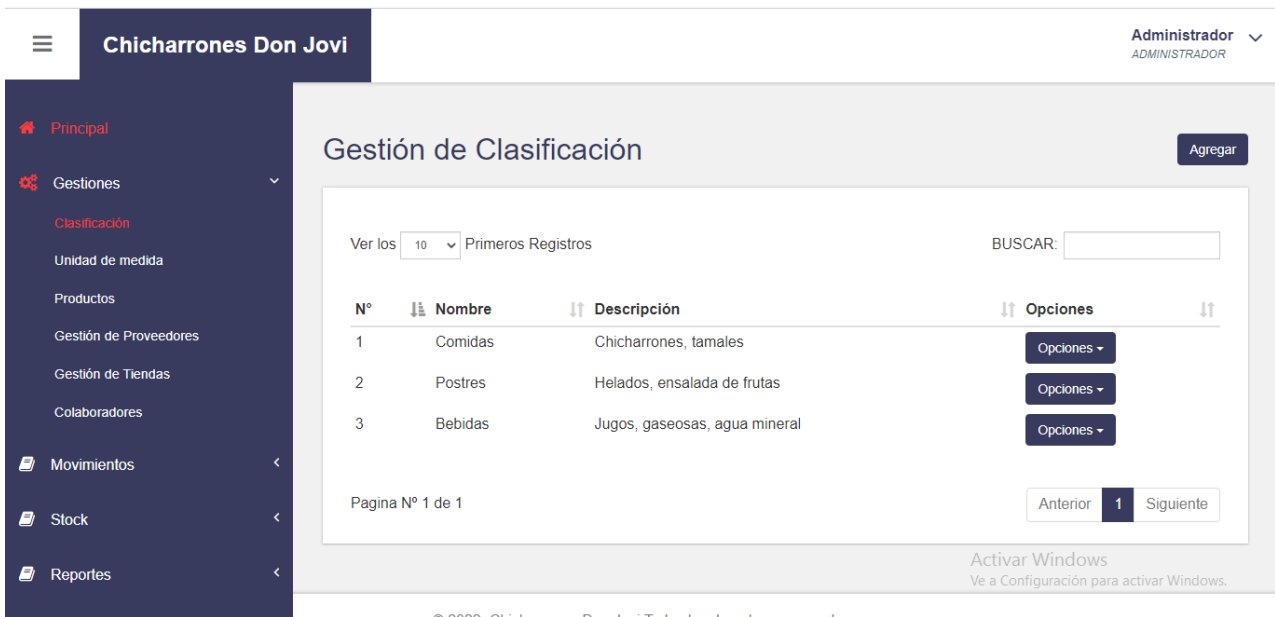 Chicharrones Don Jovi
Administrador
ADMINISTRADOR
Principal
Gestiones
Clasificación
Unidad de medida
Productos
Gestión de Proveedores
Gestión de Tiendas
Colaboradores
Movimientos
Stock
Reportes
Gestión de Clasificación
Agregar
Ver los 10 Primeros Registros
BUSCAR:
N° Nombre Descripción Opciones
1 Comidas Chicharrones, tamales Opciones
2 Postres Helados, ensalada de frutas Opciones
3 Bebidas Jugos, gaseosas, agua mineral Opciones
Pagina Nº 1 de 1
Anterior 1 Siguiente
Activar Windows
Ve a Configuración para activar Windows.